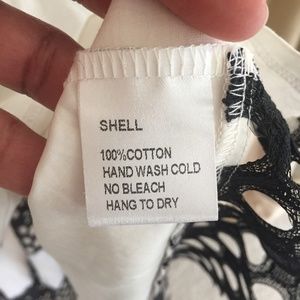 SHELL
100%COTTON
HAND WASH COLD
NO BLEACH
HANG TO DRY